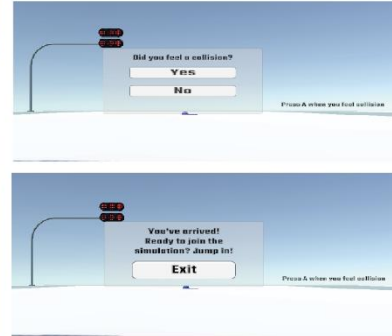 Did you feel a collision?
Yes
No
Press A when you feel collision
You've arrived!
Ready to join the
simulation? Jump in!
Exit
Press A when you feel collision